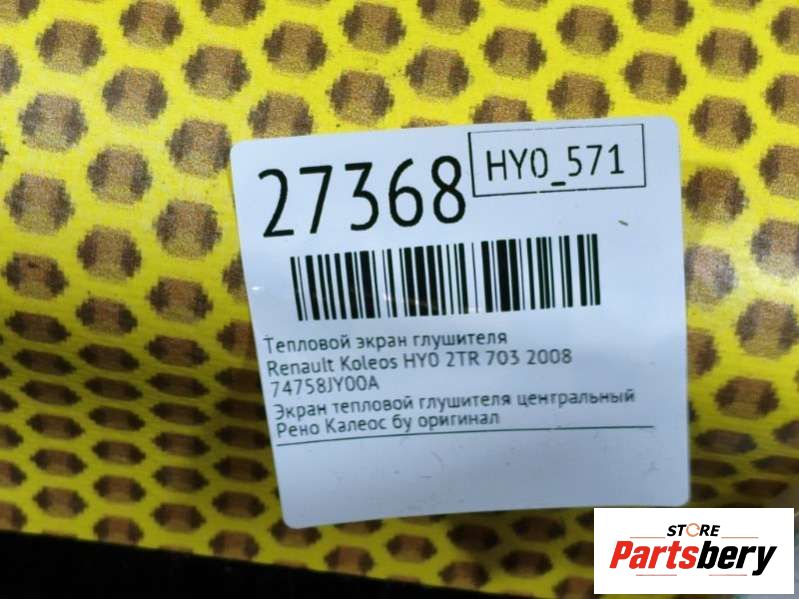 27368
HY0_571
Тепловой экран глушителя
Renault Koleos HY0 2TR 703 2008
74758JY00A
Экран тепловой глушителя центральный
Рено Калеос бу оригинал
STORE
Partsbery